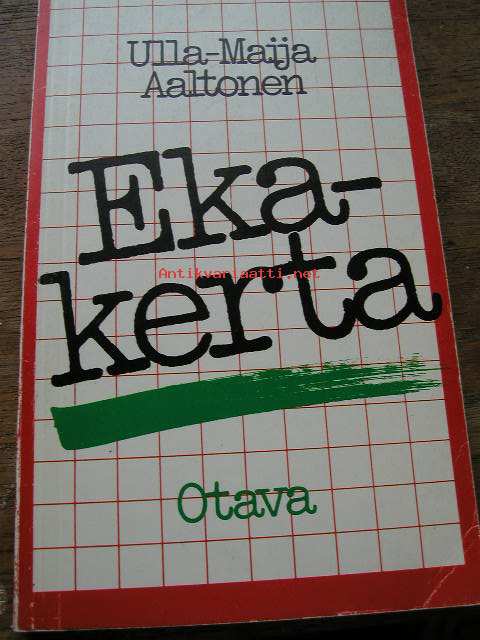 Ulla-Maija
Aaltonen
Eka-
Antikvariaatti.net
kerta
Otava